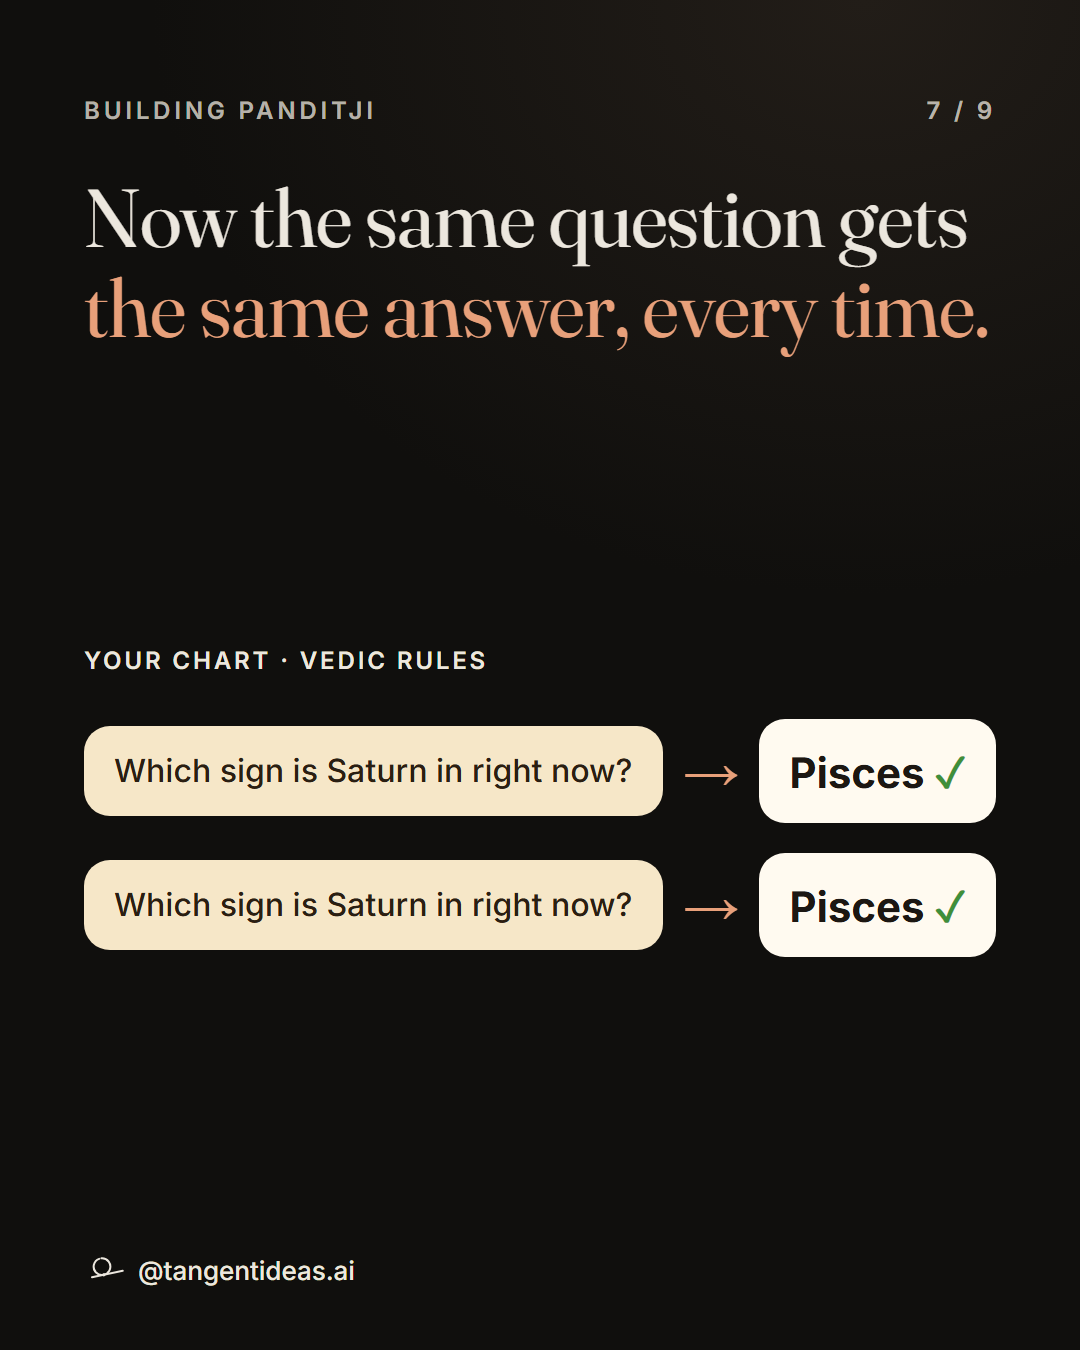 BUILDING PANDITJI
7 / 9
Now the same question gets
the same answer, every time.
YOUR CHART · VEDIC RULES
Which sign is Saturn in right now? → Pisces ✓
Which sign is Saturn in right now? → Pisces ✓
@tangentideas.ai